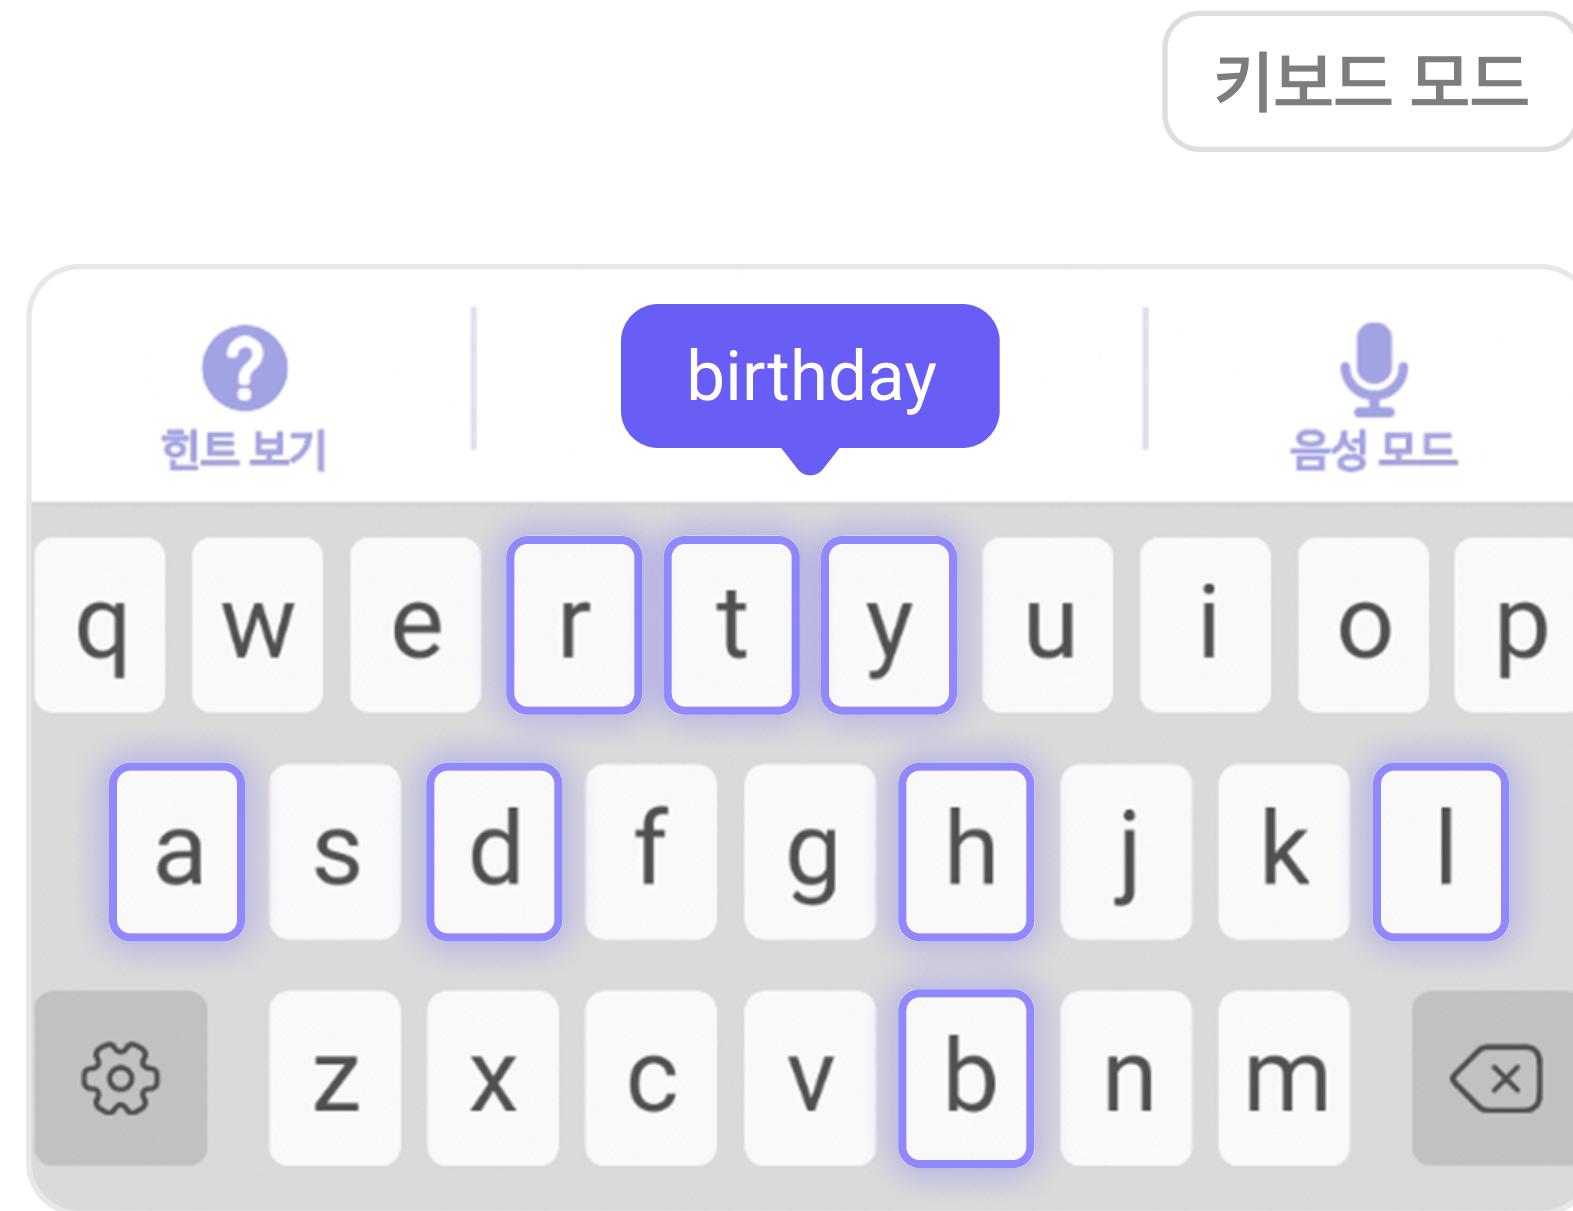 키보드 모드
birthday
힌트 보기
음성 모드
q w e r t y u i o p
a s d f g h j k l
z x c v b n m